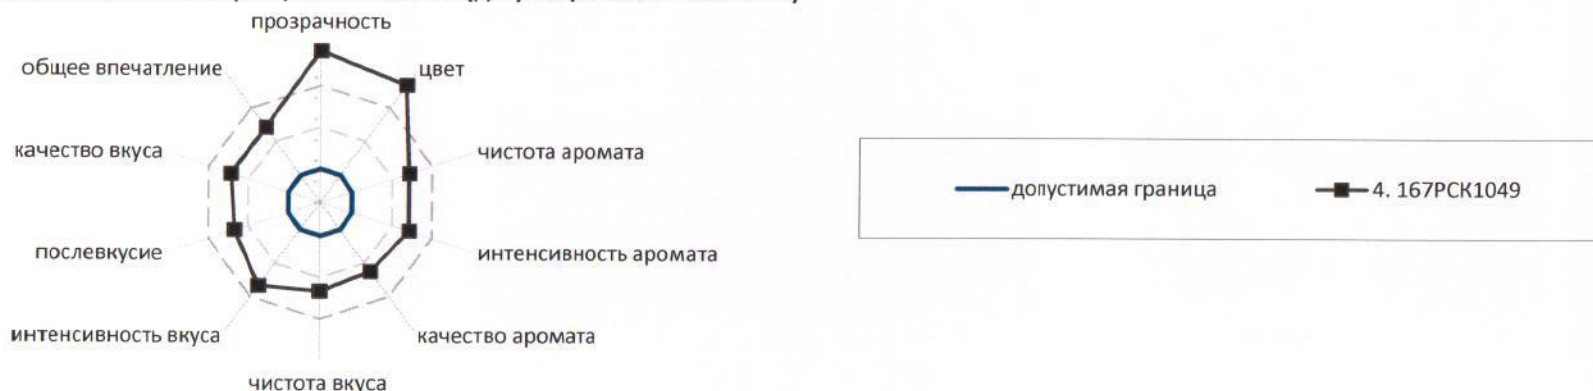 прозрачность
общее впечатление
цвет
качество вкуса
чистота аромата
допустимая граница
4. 167РСК1049
послевкусие
интенсивность аромата
интенсивность вкуса
качество аромата
чистота вкуса